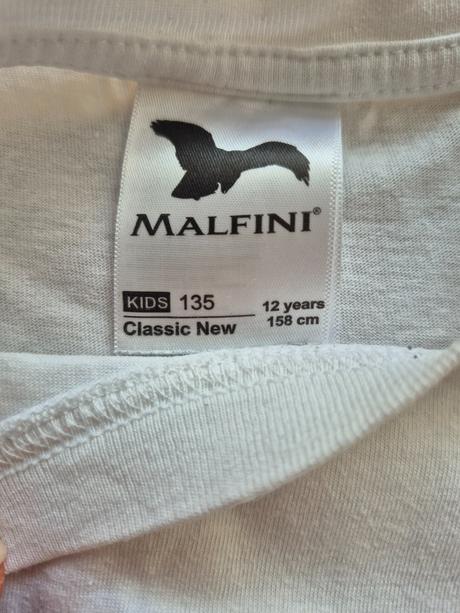 MALFINI®
KIDS 135
Classic New
12 years
158 cm